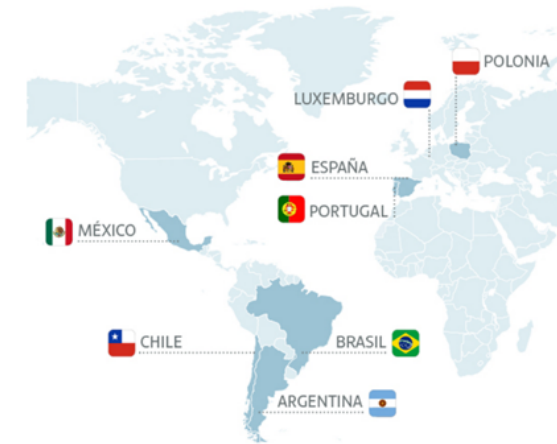 POLONIA
LUXEMBURGO
ESPAÑA
PORTUGAL
MÉXICO
CHILE
BRASIL
ARGENTINA